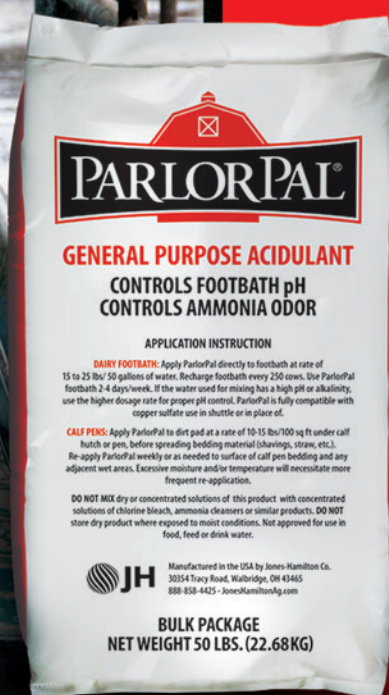 PARLORPAL®
GENERAL PURPOSE ACIDULANT
CONTROLS FOOTBATH pH
CONTROLS AMMONIA ODOR
APPLICATION INSTRUCTION
DAIRY FOOTBATH: Apply ParlorPal directly to footbath at rate of
15 to 25 lbs/ 50 gallons of water. Recharge footbath every 250 cows. Use ParlorPal
footbath 2-4 days/week. If the water used for mixing has a high pH or alkalinity,
use the higher dosage rate for proper pH control. ParlorPal is fully compatible with
copper sulfate use in shuttle or in place of.
CALF PENS: Apply ParlorPal to dirt pad at a rate of 10-15 lbs/100 sq ft under calf
hutch or pen, before spreading bedding material (shavings, straw, etc.).
Re-apply ParlorPal weekly or as needed to surface of calf pen bedding and any
adjacent wet areas. Excessive moisture and/or temperature will necessitate more
frequent re-application.
DO NOT MIX dry or concentrated solutions of this product with concentrated
solutions of chlorine bleach, ammonia cleansers or similar products. DO NOT
store dry product where exposed to moist conditions. Not approved for use in
food, feed or drink water.
JH
Manufactured in the USA by Jones-Hamilton Co.
30354 Tracy Road, Walbridge, OH 43465
888-858-4425 • JonesHamiltonAg.com
BULK PACKAGE
NET WEIGHT 50 LBS. (22.68KG)